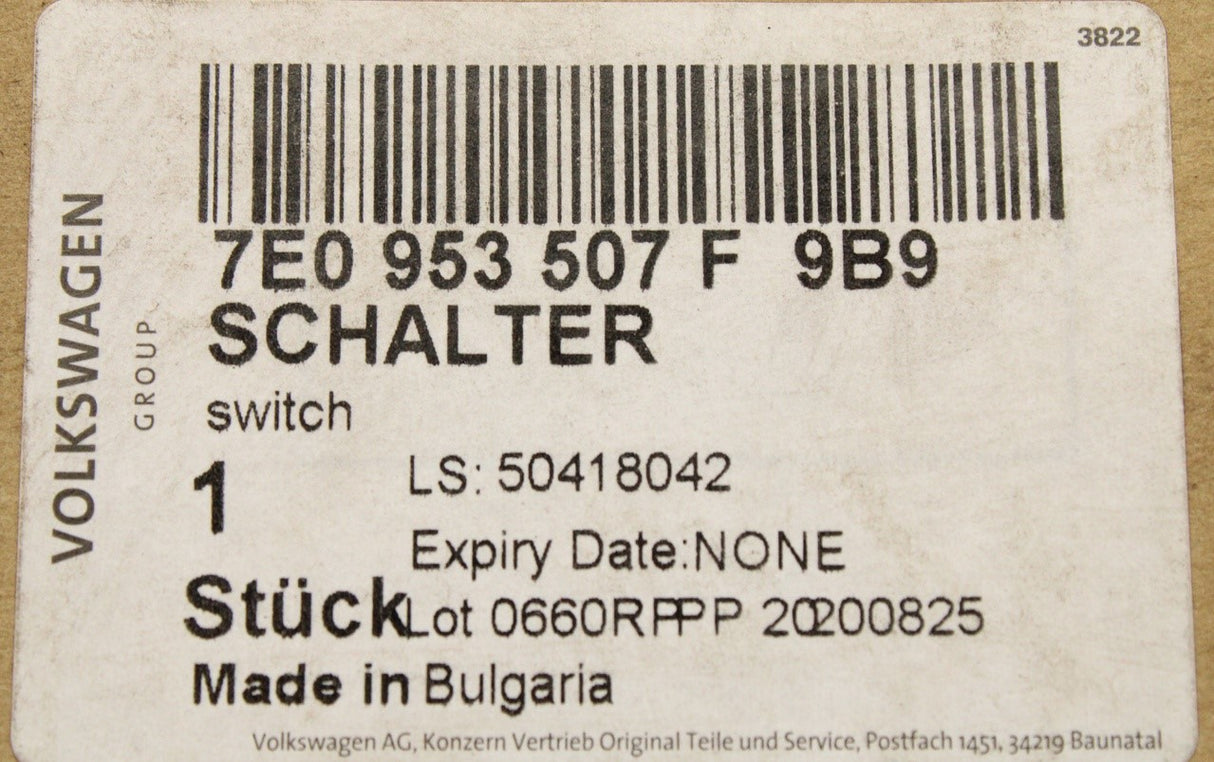 3822
7E0 953 507 F 9B9
SCHALTER
switch
1
LS: 50418042
Expiry Date:NONE
Stück
Lot 0660RPPPP 20200825
Made in Bulgaria
VOLKSWAGEN
GROUP
Volkswagen AG, Konzern Vertrieb Original Teile und Service, Postfach 1451, 34219 Baunatal